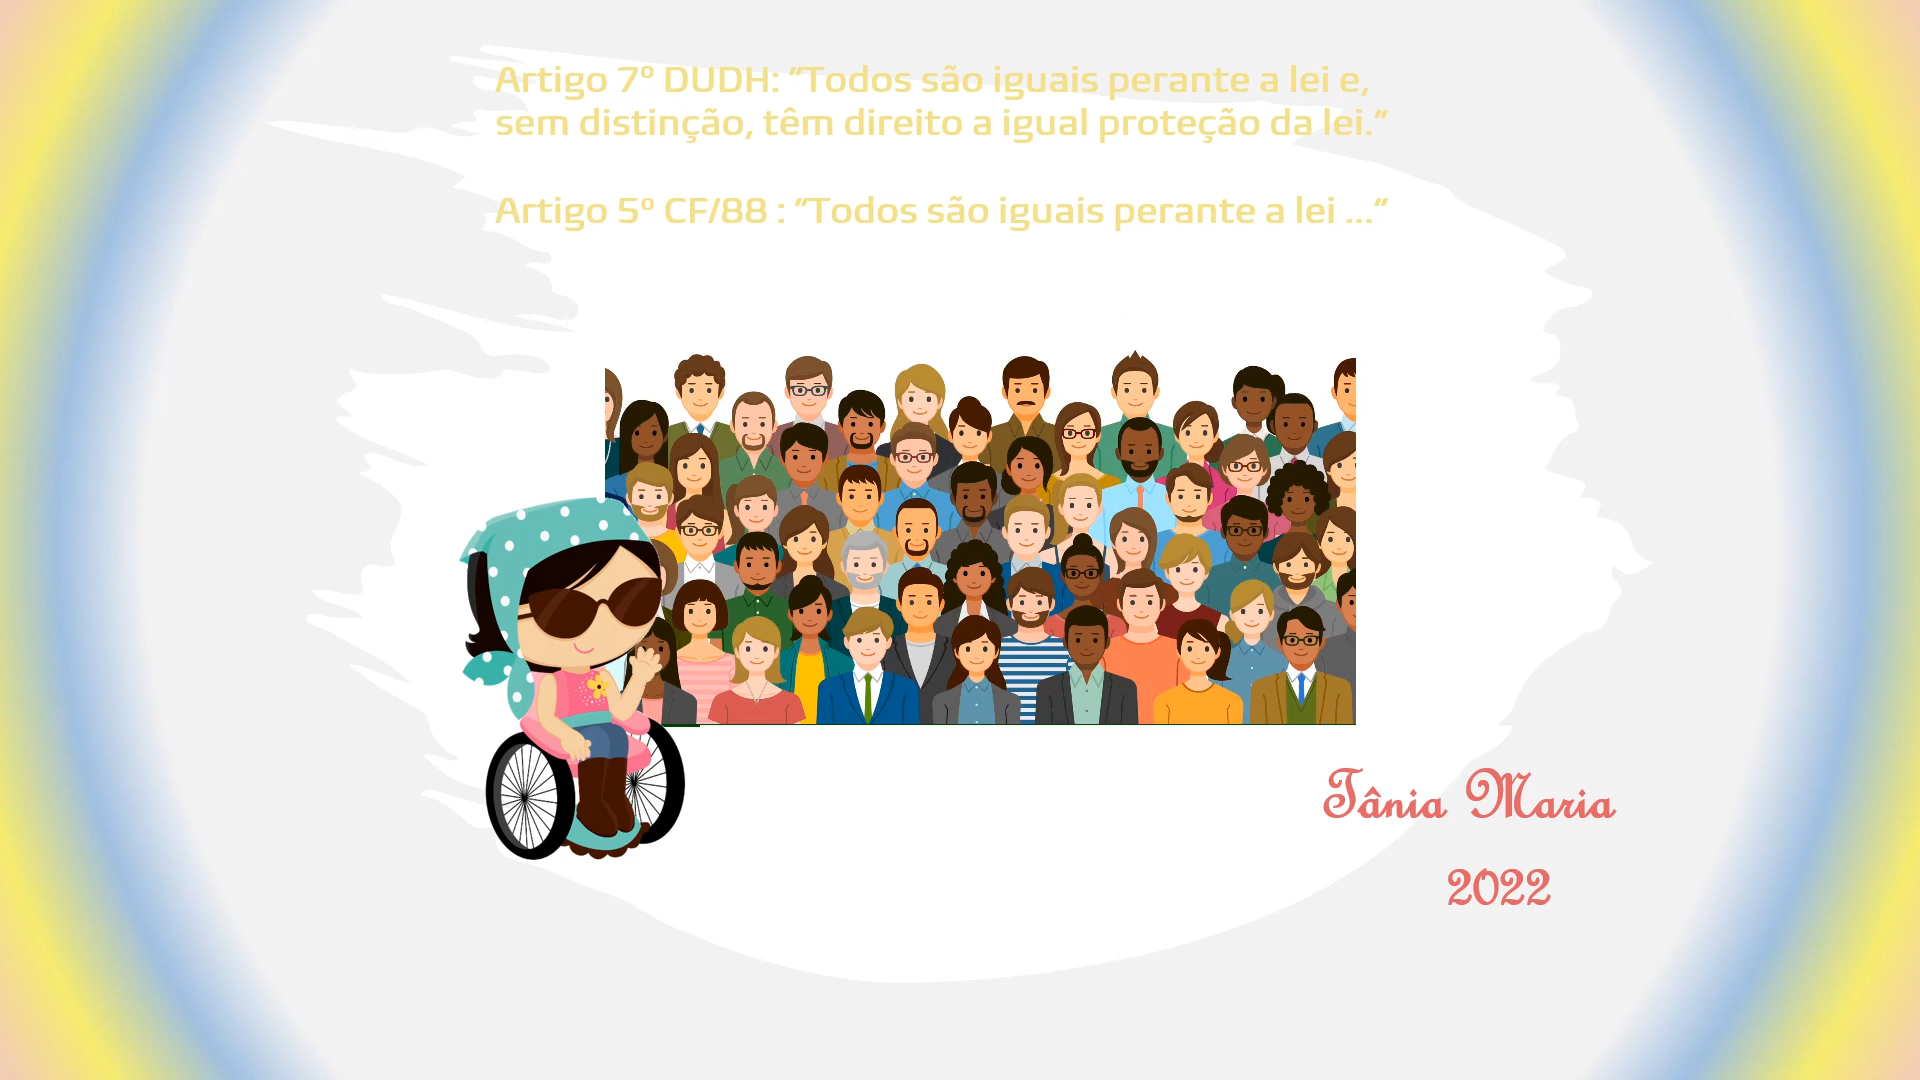 Artigo 7º DUDH: “Todos são iguais perante a lei e,
sem distinção, têm direito a igual proteção da lei.”
Artigo 5º CF/88 : “Todos são iguais perante a lei ...”
Tânia Maria
2022